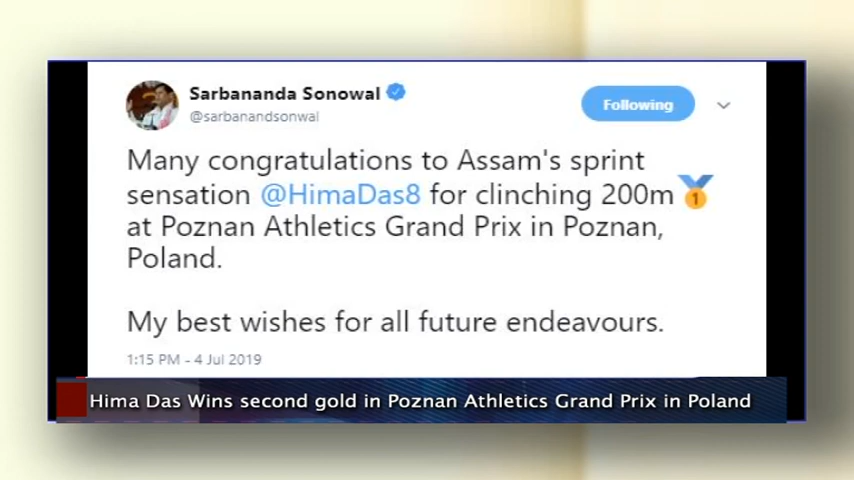 Sarbananda Sonowal
@sarbanandsonwal
Following
Many congratulations to Assam's sprint
sensation @HimaDas8 for clinching 200m🥇
at Poznan Athletics Grand Prix in Poznan,
Poland.
My best wishes for all future endeavours.
1:15 PM - 4 Jul 2019
Hima Das Wins second gold in Poznan Athletics Grand Prix in Poland